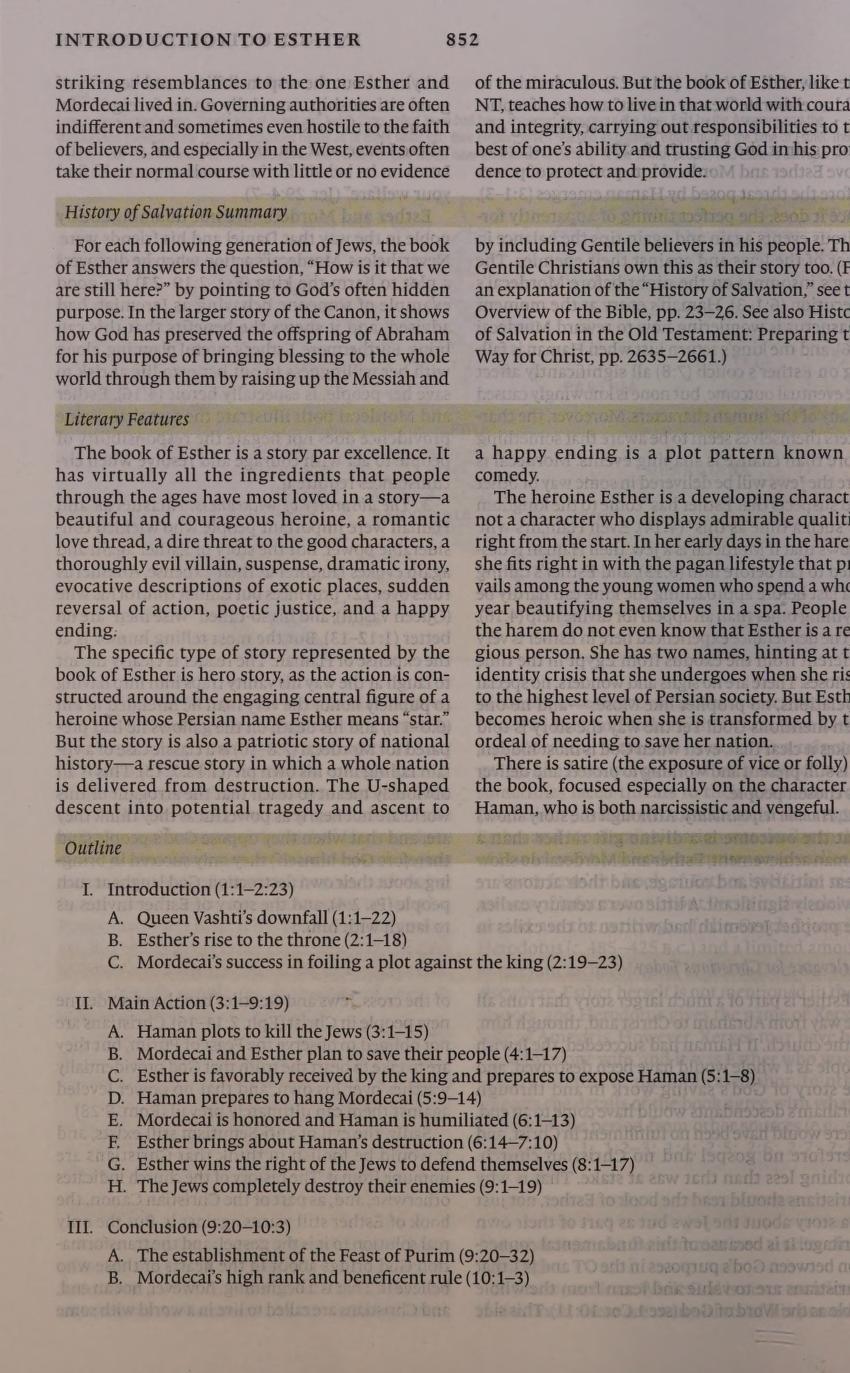 INTRODUCTION TO ESTHER 852
striking resemblances to the one Esther and
Mordecai lived in. Governing authorities are often
indifferent and sometimes even hostile to the faith
of believers, and especially in the West, events often
take their normal course with little or no evidence
of the miraculous. But the book of Esther, like
NT, teaches how to live in that world with
and integrity, carrying out responsibilities to
best of one's ability and trusting God in his pro
dence to protect and provide.
History of Salvation Summary
For each following generation of Jews, the book
of Esther answers the question, “How is it that we
are still here?” by pointing to God's often hidden
purpose. In the larger story of the Canon, it shows
how God has preserved the offspring of Abraham
for his purpose of bringing blessing to the whole
world through them by raising up the Messiah and
by including Gentile believers in his people.
Gentile Christians own this as their story too.
an explanation of the “History of Salvation,” see
Overview of the Bible, pp. 23–26. See also
of Salvation in the Old Testament: Preparing
Way for Christ, pp. 2635–2661.)
Literary Features
The book of Esther is a story par excellence. It
has virtually all the ingredients that people
through the ages have most loved in a story—a
beautiful and courageous heroine, a romantic
love thread, a dire threat to the good characters, a
thoroughly evil villain, suspense, dramatic irony,
evocative descriptions of exotic places, sudden
reversal of action, poetic justice, and a happy
ending.
The specific type of story represented by the
book of Esther is hero story, as the action is con-
structed around the engaging central figure of a
heroine whose Persian name Esther means “star.”
But the story is also a patriotic story of national
history—a rescue story in which a whole nation
is delivered from destruction. The U-shaped
descent into potential tragedy and ascent to
a happy ending is a plot pattern known
comedy.
The heroine Esther is a developing charact
not a character who displays admirable qualiti
right from the start. In her early days in the hare
she fits right in with the pagan lifestyle that
vails among the young women who spend a
year beautifying themselves in a spa. People
the harem do not even know that Esther is a re
gious person. She has two names, hinting at
identity crisis that she undergoes when she
to the highest level of Persian society. But Esth
becomes heroic when she is transformed by
ordeal of needing to save her nation.
There is satire (the exposure of vice or folly)
the book, focused especially on the character
Haman, who is both narcissistic and vengeful.
Outline
I. Introduction (1:1–2:23)
A. Queen Vashti's downfall (1:1–22)
B. Esther's rise to the throne (2:1–18)
C. Mordecai's success in foiling a plot against the king (2:19–23)
II. Main Action (3:1–9:19)
A. Haman plots to kill the Jews (3:1–15)
B. Mordecai and Esther plan to save their people (4:1–17)
C. Esther is favorably received by the king and prepares to expose Haman (5:1–8)
D. Haman prepares to hang Mordecai (5:9–14)
E. Mordecai is honored and Haman is humiliated (6:1–13)
F. Esther brings about Haman's destruction (6:14–7:10)
G. Esther wins the right of the Jews to defend themselves (8:1–17)
H. The Jews completely destroy their enemies (9:1–19)
III. Conclusion (9:20–10:3)
A. The establishment of the Feast of Purim (9:20–32)
B. Mordecai's high rank and beneficent rule (10:1–3)